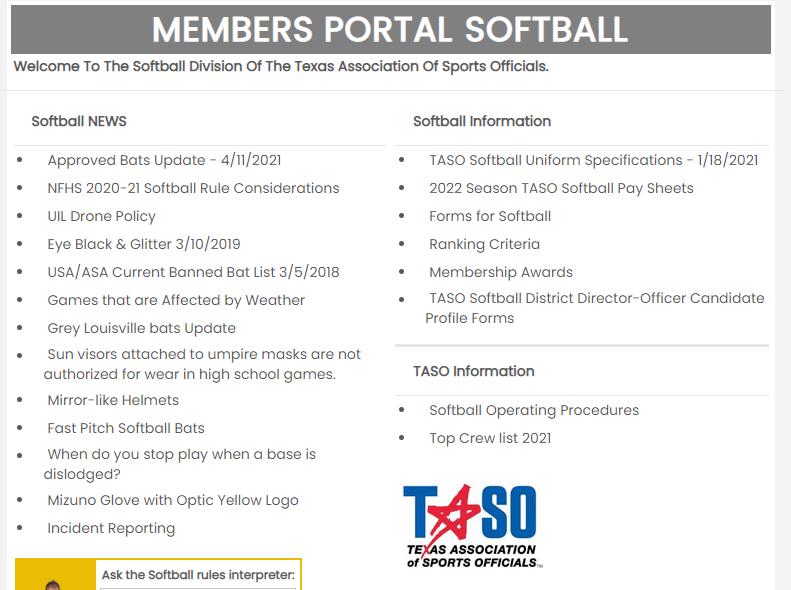 MEMBERS PORTAL SOFTBALL
Welcome To The Softball Division Of The Texas Association Of Sports Officials.
Softball NEWS
Approved Bats Update - 4/11/2021
NFHS 2020-21 Softball Rule Considerations
UIL Drone Policy
Eye Black & Glitter 3/10/2019
USA/ASA Current Banned Bat List 3/5/2018
Games that are Affected by Weather
Grey Louisville bats Update
Sun visors attached to umpire masks are not
authorized for wear in high school games.
Mirror-like Helmets
Fast Pitch Softball Bats
When do you stop play when a base is
dislodged?
Mizuno Glove with Optic Yellow Logo
Incident Reporting
Ask the Softball rules interpreter:
Softball Information
TASO Softball Uniform Specifications - 1/18/2021
2022 Season TASO Softball Pay Sheets
Forms for Softball
Ranking Criteria
Membership Awards
TASO Softball District Director-Officer Candidate
Profile Forms
TASO Information
Softball Operating Procedures
Top Crew list 2021
TASO
TEXAS ASSOCIATION
of SPORTS OFFICIALS